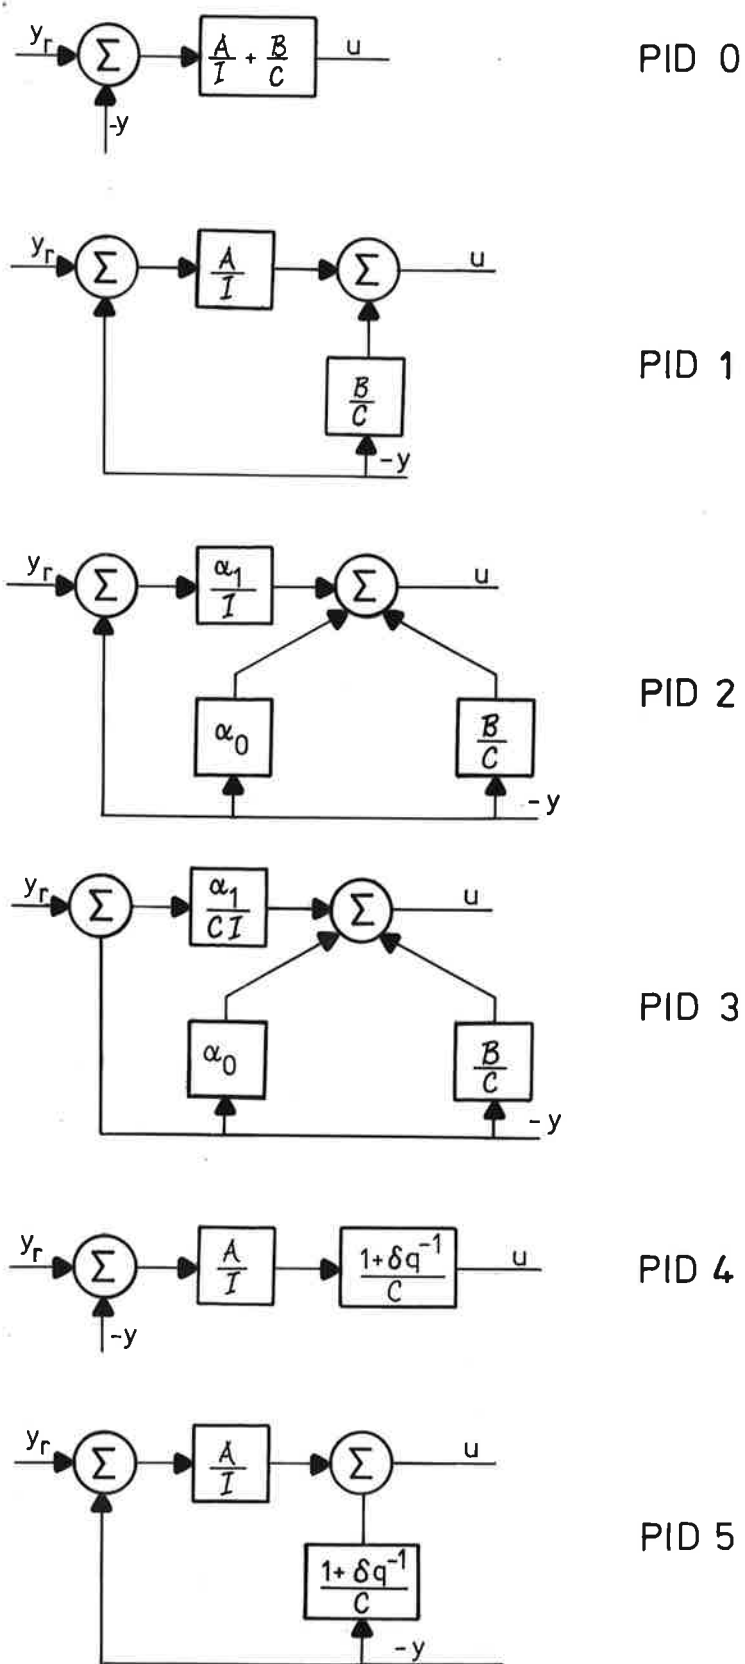 y_r Σ A/I + B/C u PID 0
-y
y_r Σ A/I Σ u
B/C PID 1
-y
y_r Σ α_1/I Σ u
α_0 B/C PID 2
-y
y_r Σ α_1/CI Σ u
α_0 B/C PID 3
-y
y_r Σ A/I 1+δq^-1/C u PID 4
-y
y_r Σ A/I Σ u
1+δq^-1/C PID 5
-y